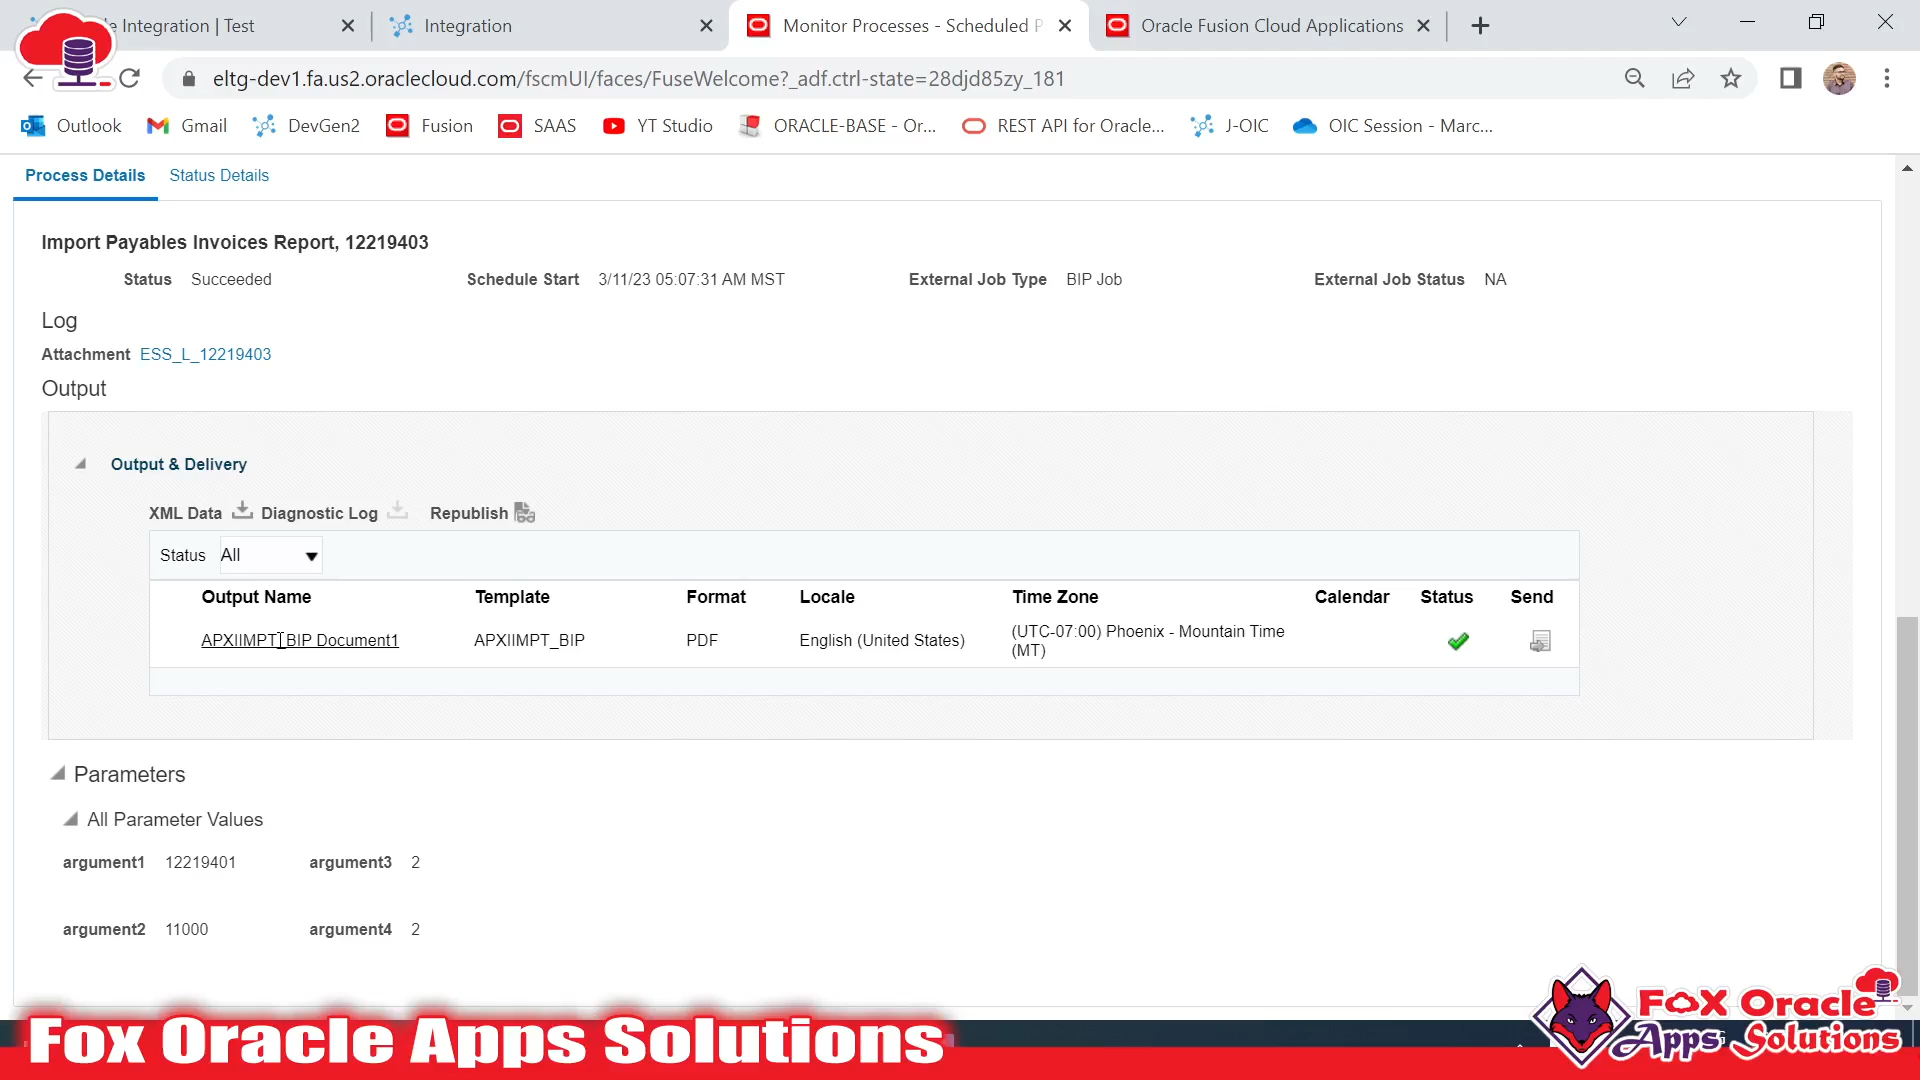 le Integration | Test
Integration
Monitor Processes - Scheduled P
Oracle Fusion Cloud Applications
eltg-dev1.fa.us2.oraclecloud.com/fscmUI/faces/FuseWelcome?_adf.ctrl-state=28djd85zy_181
Outlook
Gmail
DevGen2
Fusion
SAAS
YT Studio
ORACLE-BASE - Or...
REST API for Oracle...
J-OIC
OIC Session - Marc...
Process Details
Status Details
Import Payables Invoices Report, 12219403
Status Succeeded
Schedule Start 3/11/23 05:07:31 AM MST
External Job Type BIP Job
External Job Status NA
Log
Attachment ESS_L_12219403
Output
Output & Delivery
XML Data
Diagnostic Log
Republish
Status All
Output Name Template Format Locale Time Zone Calendar Status Send
APXIIMPT_BIP Document1 APXIIMPT_BIP PDF English (United States) (UTC-07:00) Phoenix - Mountain Time
(MT)
Parameters
All Parameter Values
argument1 12219401 argument3 2
argument2 11000 argument4 2
Fox Oracle Apps Solutions
FOX Oracle
Apps Solutions